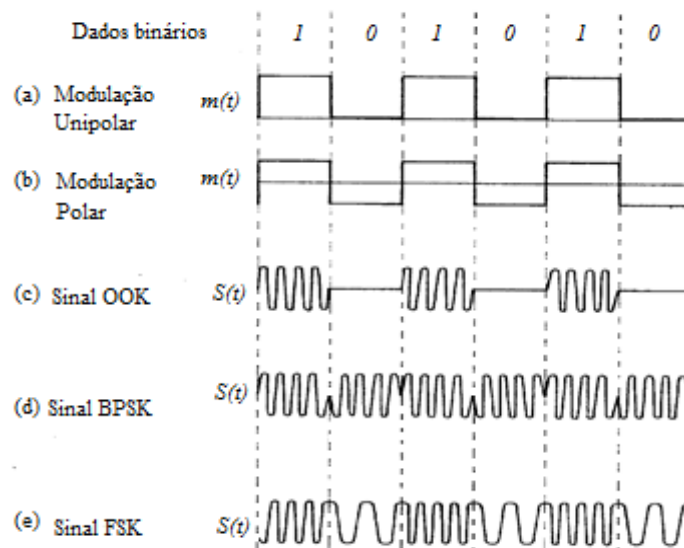 Dados binários 1 0 1 0 1 0
(a) Modulação
Unipolar
m(t)
(b) Modulação
Polar
m(t)
(c) Sinal OOK S(t)
(d) Sinal BPSK S(t)
(e) Sinal FSK S(t)